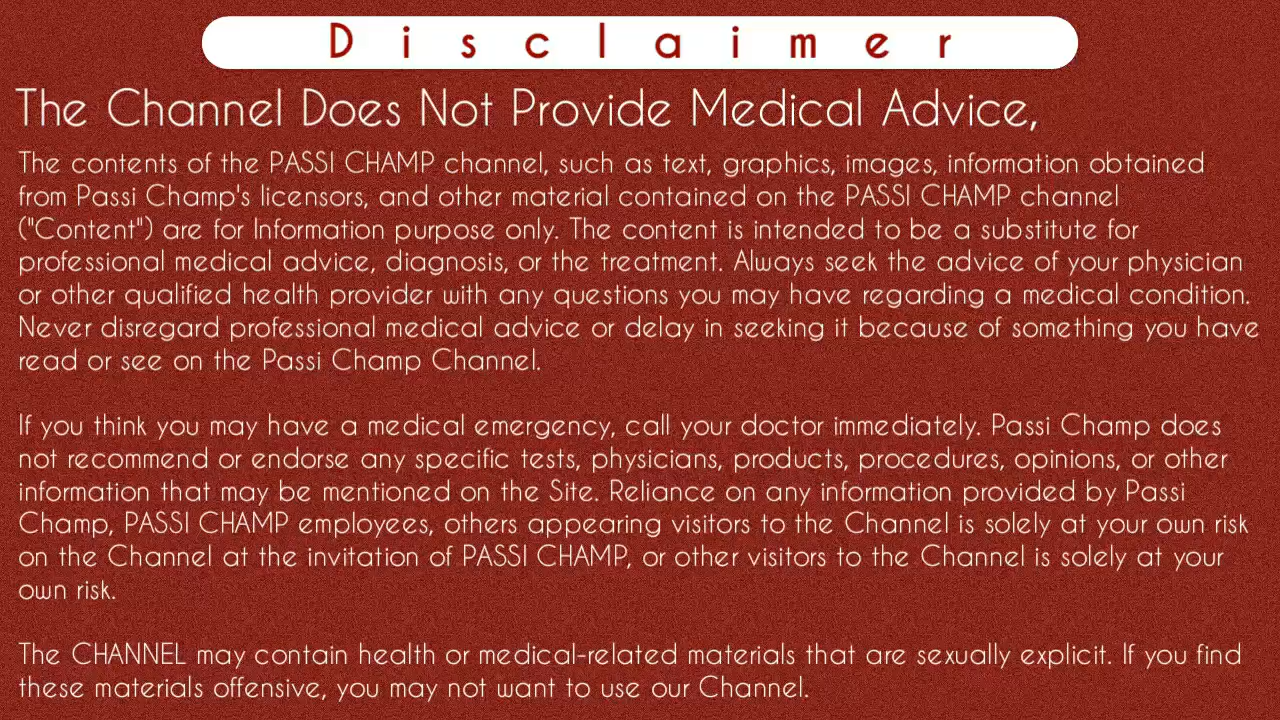 Disclaimer
The Channel Does Not Provide Medical Advice,
The contents of the PASSI CHAMP channel, such as text, graphics, images, information obtained
from Passi Champ's licensors, and other material contained on the PASSI CHAMP channel
("Content") are for Information purpose only. The content is intended to be a substitute for
professional medical advice, diagnosis, or the treatment. Always seek the advice of your physician
or other qualified health provider with any questions you may have regarding a medical condition.
Never disregard professional medical advice or delay in seeking it because of something you have
read or see on the Passi Champ Channel.
If you think you may have a medical emergency, call your doctor immediately. Passi Champ does
not recommend or endorse any specific tests, physicians, products, procedures, opinions, or other
information that may be mentioned on the Site. Reliance on any information provided by Passi
Champ, PASSI CHAMP employees, others appearing visitors to the Channel is solely at your own risk
on the Channel at the invitation of PASSI CHAMP, or other visitors to the Channel is solely at your
own risk.
The CHANNEL may contain health or medical-related materials that are sexually explicit. If you find
these materials offensive, you may not want to use our Channel.